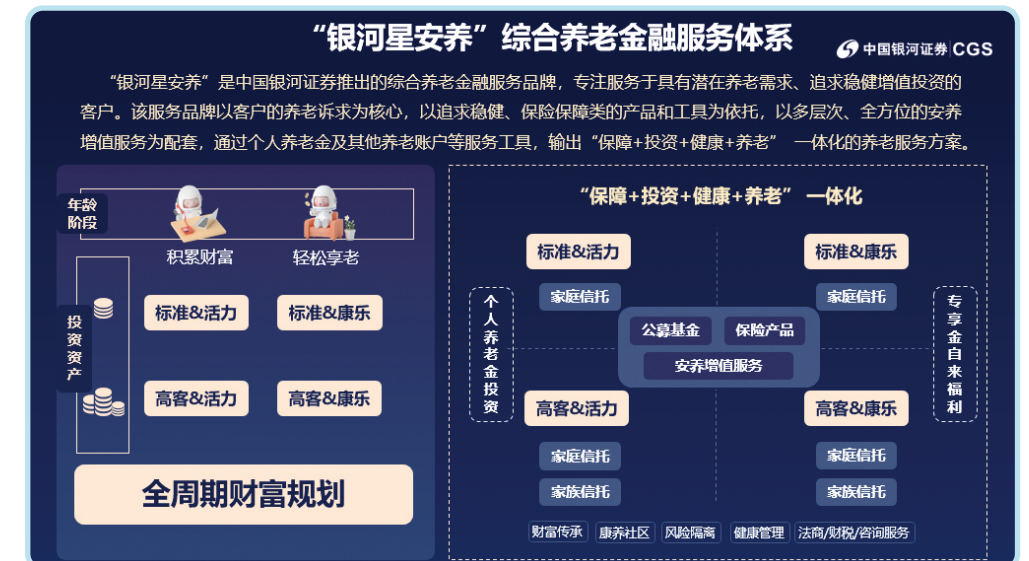 “银河星安养”综合养老金融服务体系
中国银河证券|CGS
“银河星安养”是中国银河证券推出的综合养老金融服务品牌，专注服务于具有潜在养老需求、追求稳健增值投资的
客户。该服务品牌以客户的养老诉求为核心，以追求稳健、保险保障类的产品和工具为依托，以多层次、全方位的安养
增值服务为配套，通过个人养老金及其他养老账户等服务工具，输出“保障+投资+健康+养老” 一体化的养老服务方案。
年龄
阶段
积累财富
轻松享老
投资资产
标准&活力
标准&康乐
高客&活力
高客&康乐
全周期财富规划
“保障+投资+健康+养老” 一体化
标准&活力
标准&康乐
家庭信托
家庭信托
个人养老金投资
公募基金
保险产品
安养增值服务
专享金自来福利
高客&活力
高客&康乐
家庭信托
家庭信托
家族信托
家族信托
财富传承
康养社区
风险隔离
健康管理
法商/财税/咨询服务